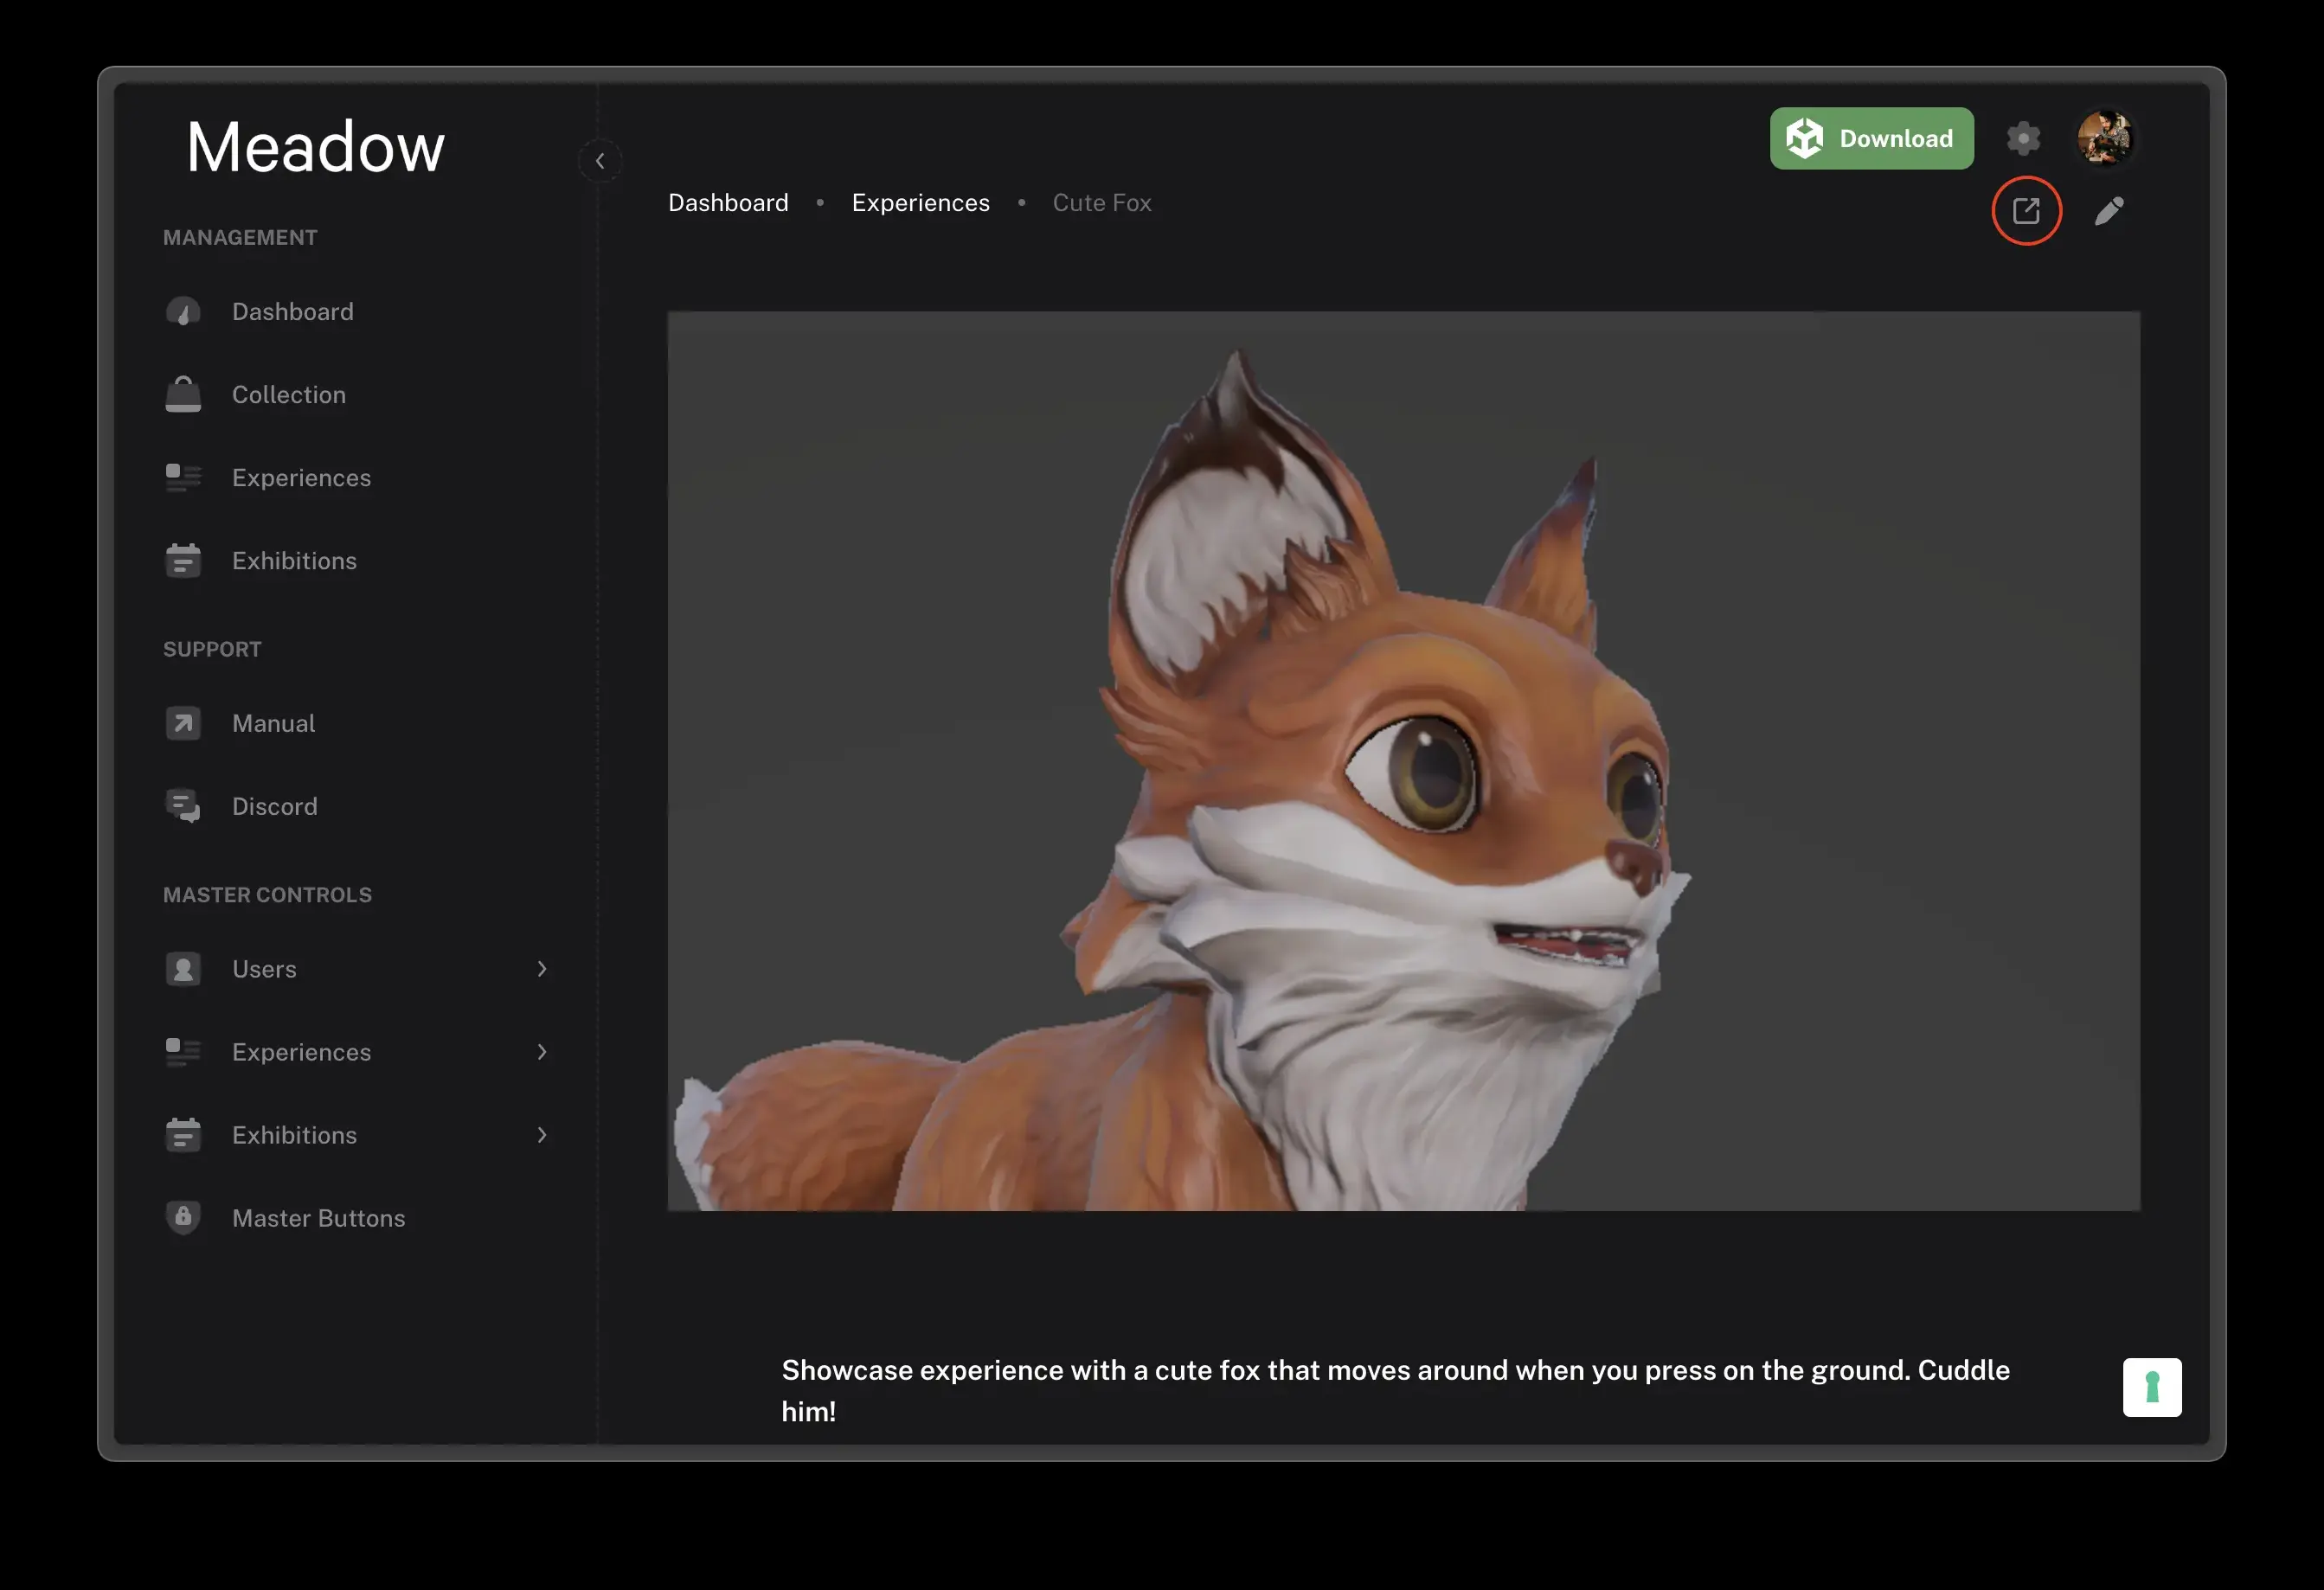 Meadow
MANAGEMENT
Dashboard
Collection
Experiences
Exhibitions
SUPPORT
Manual
Discord
MASTER CONTROLS
Users
Experiences
Exhibitions
Master Buttons
Download
Dashboard • Experiences • Cute Fox
Showcase experience with a cute fox that moves around when you press on the ground. Cuddle
him!